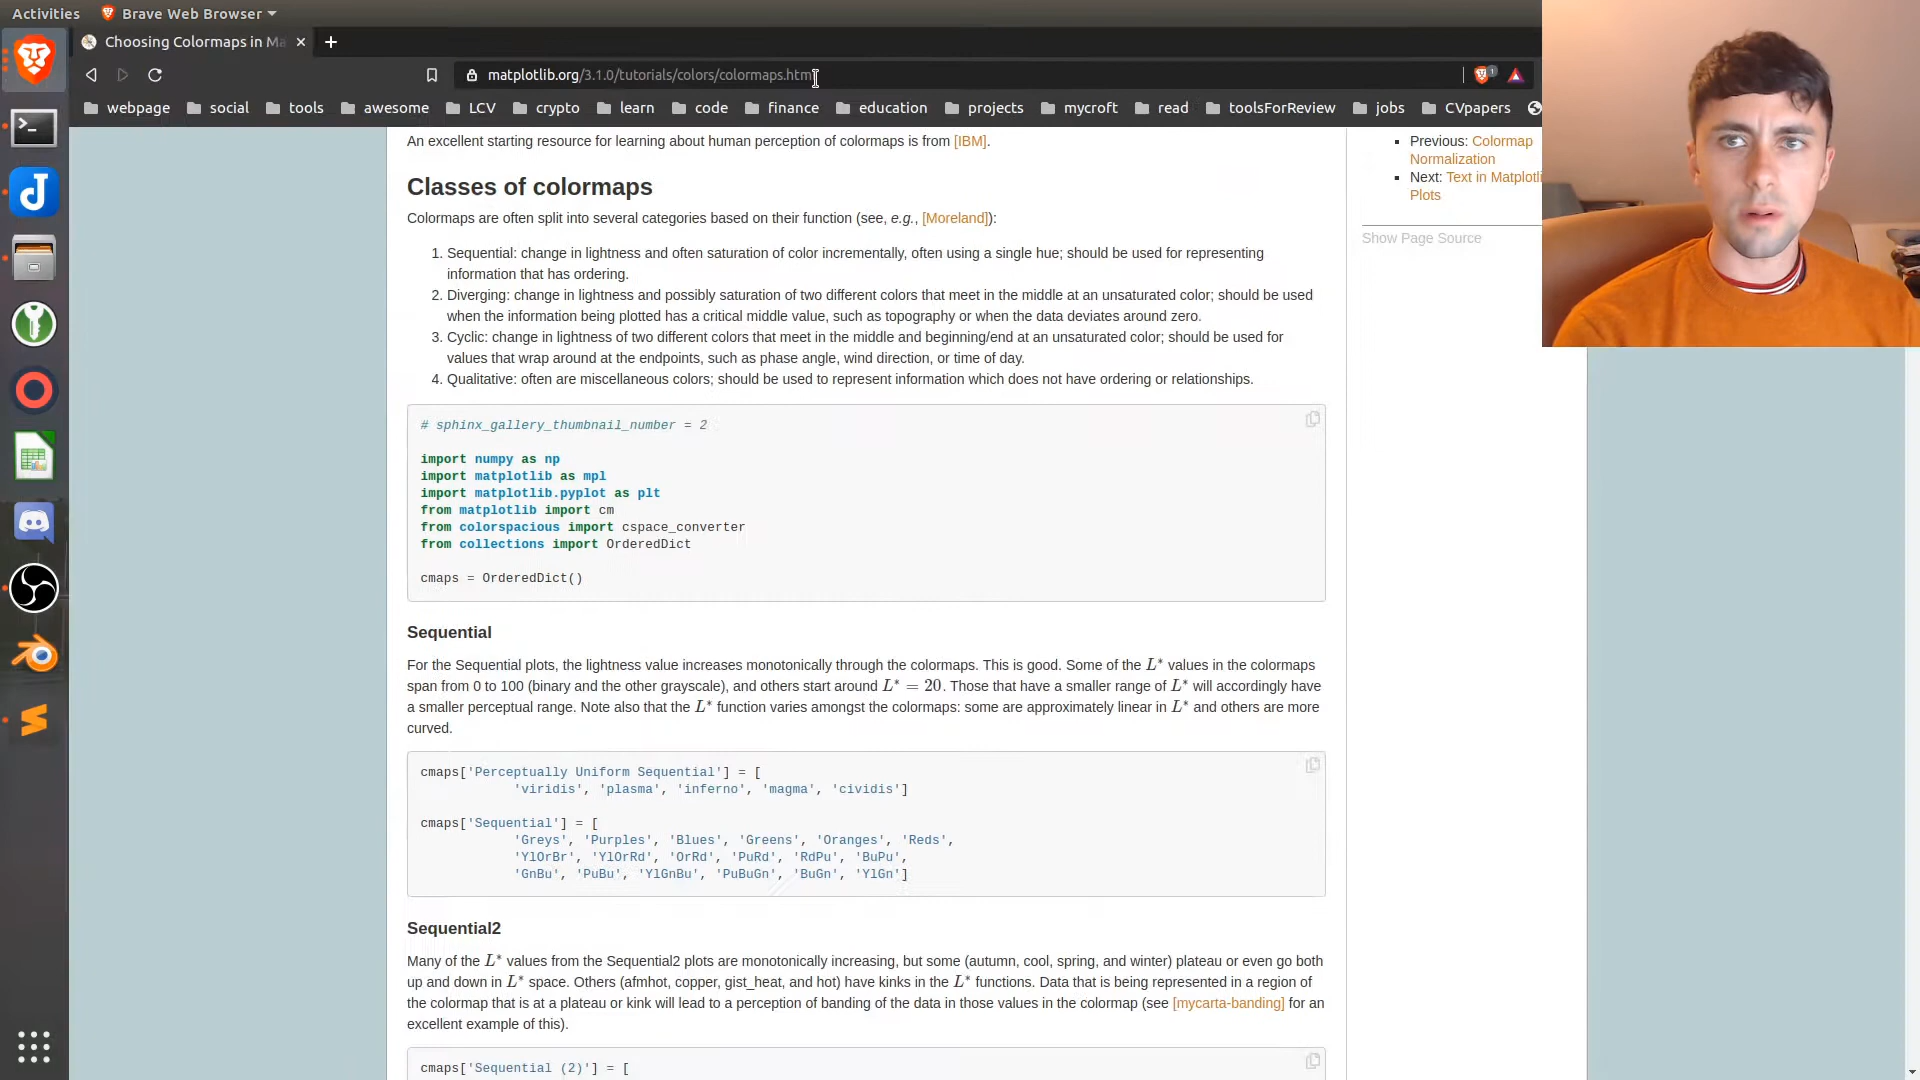 Activities
Brave Web Browser
Choosing Colormaps in Ma
matplotlib.org/3.1.0/tutorials/colors/colormaps.htm
1
webpage
social
tools
awesome
LCV
crypto
learn
code
finance
education
projects
mycroft
read
toolsForReview
jobs
CVpapers
An excellent starting resource for learning about human perception of colormaps is from [IBM].
Classes of colormaps
Colormaps are often split into several categories based on their function (see, e.g., [Moreland]):
1. Sequential: change in lightness and often saturation of color incrementally, often using a single hue; should be used for representing
information that has ordering.
2. Diverging: change in lightness and possibly saturation of two different colors that meet in the middle at an unsaturated color; should be used
when the information being plotted has a critical middle value, such as topography or when the data deviates around zero.
3. Cyclic: change in lightness of two different colors that meet in the middle and beginning/end at an unsaturated color; should be used for
values that wrap around at the endpoints, such as phase angle, wind direction, or time of day.
4. Qualitative: often are miscellaneous colors; should be used to represent information which does not have ordering or relationships.
# sphinx_gallery_thumbnail_number = 2
import numpy as np
import matplotlib as mpl
import matplotlib.pyplot as plt
from matplotlib import cm
from colorspacious import cspace_converter
from collections import OrderedDict
cmaps = OrderedDict()
Sequential
For the Sequential plots, the lightness value increases monotonically through the colormaps. This is good. Some of the L* values in the colormaps
span from 0 to 100 (binary and the other grayscale), and others start around L* = 20. Those that have a smaller range of L* will accordingly have
a smaller perceptual range. Note also that the L* function varies amongst the colormaps: some are approximately linear in L* and others are more
curved.
cmaps['Perceptually Uniform Sequential'] = [
'viridis', 'plasma', 'inferno', 'magma', 'cividis']
cmaps['Sequential'] = [
'Greys', 'Purples', 'Blues', 'Greens', 'Oranges', 'Reds',
'YlOrBr', 'YlOrRd', 'OrRd', 'PuRd', 'RdPu', 'BuPu',
'GnBu', 'PuBu', 'YlGnBu', 'PuBuGn', 'BuGn', 'YlGn']
Sequential2
Many of the L* values from the Sequential2 plots are monotonically increasing, but some (autumn, cool, spring, and winter) plateau or even go both
up and down in L* space. Others (afmhot, copper, gist_heat, and hot) have kinks in the L* functions. Data that is being represented in a region of
the colormap that is at a plateau or kink will lead to a perception of banding of the data in those values in the colormap (see [mycarta-banding] for an
excellent example of this).
cmaps['Sequential (2)'] = [
Previous: Colormap
Normalization
Next: Text in Matplotli
Plots
Show Page Source